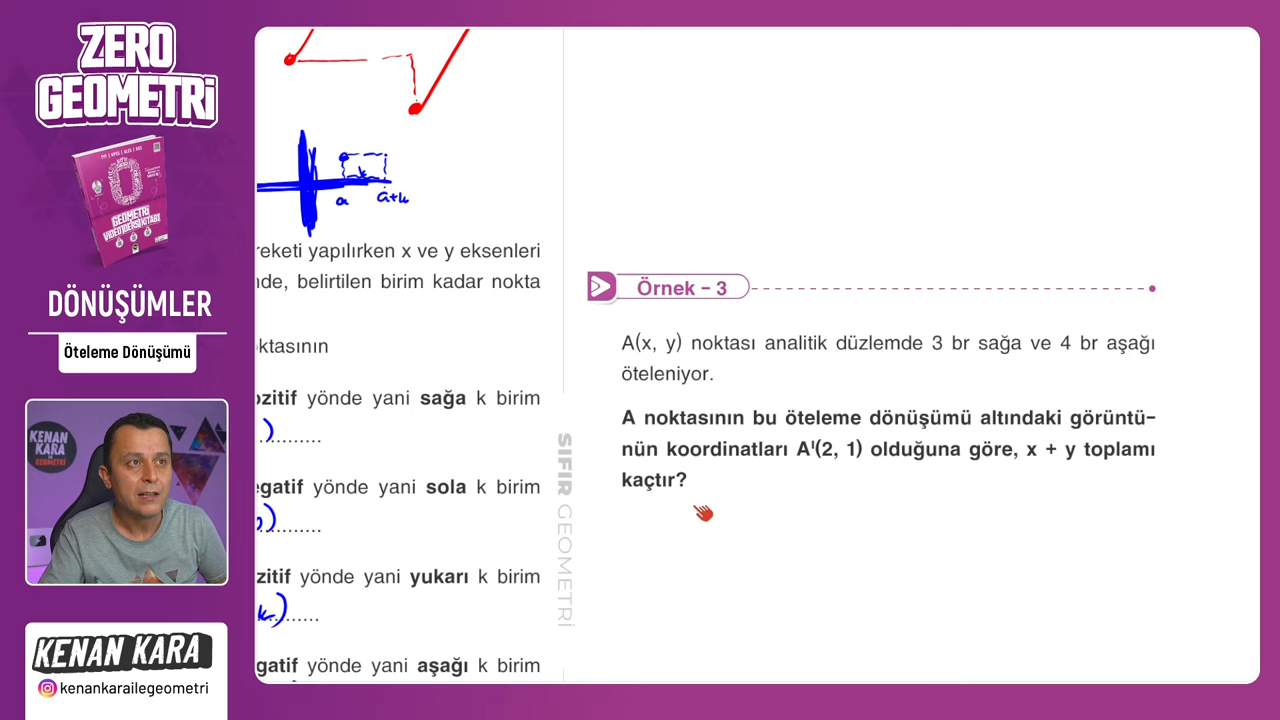 ZERO
GEOMETRi
GEOMETRİ
VİDEO DERS KİTABI
DÖNÜŞÜMLER
Öteleme Dönüşümü
KENAN
KARA
GEOMETRİ
KENAN KARA
kenankarailegeometri
a
a+k
k
reketi yapılırken x ve y eksenleri
nde, belirtilen birim kadar nokta
ktasının
ozitif yönde yani sağa k birim
)...........
egatif yönde yani sola k birim
)...........
zitif yönde yani yukarı k birim
k)........
gatif yönde yani aşağı k birim
SIFIR GEOMETRİ
Örnek - 3
A(x, y) noktası analitik düzlemde 3 br sağa ve 4 br aşağı
öteleniyor.
A noktasının bu öteleme dönüşümü altındaki görüntü-
nün koordinatları A'(2, 1) olduğuna göre, x + y toplamı
kaçtır?